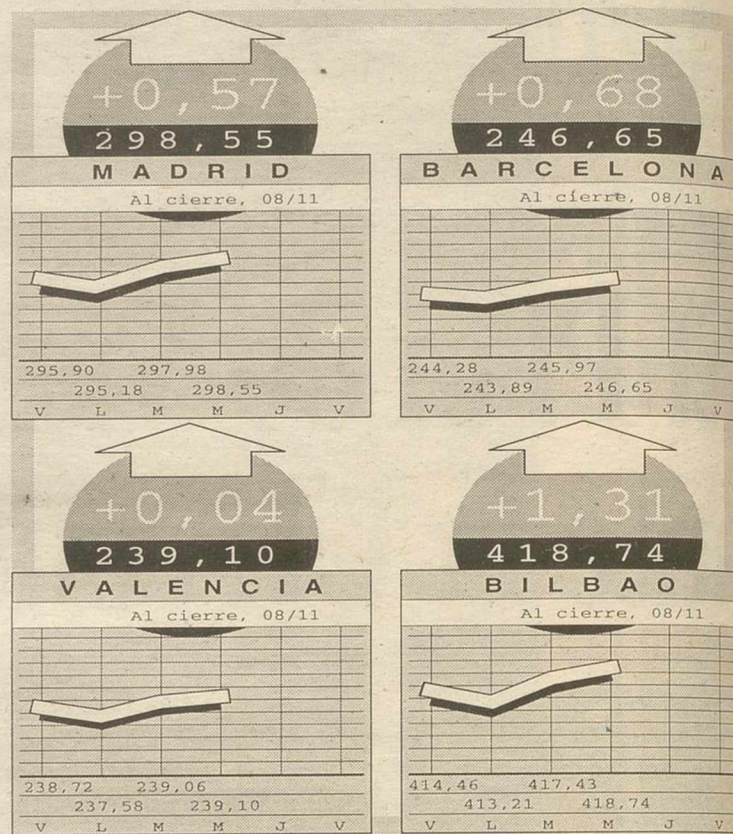 +0,57
298,55
MADRID
Al cierre, 08/11
295,90 297,98
295,18 298,55
V L M M J V
+0,68
246,65
BARCELONA
Al cierre, 08/11
244,28 245,97
243,89 246,65
V L M M J V
+0,04
239,10
VALENCIA
Al cierre, 08/11
238,72 239,06
237,58 239,10
V L M M J V
+1,31
418,74
BILBAO
Al cierre, 08/11
414,46 417,43
413,21 418,74
V L M M J V